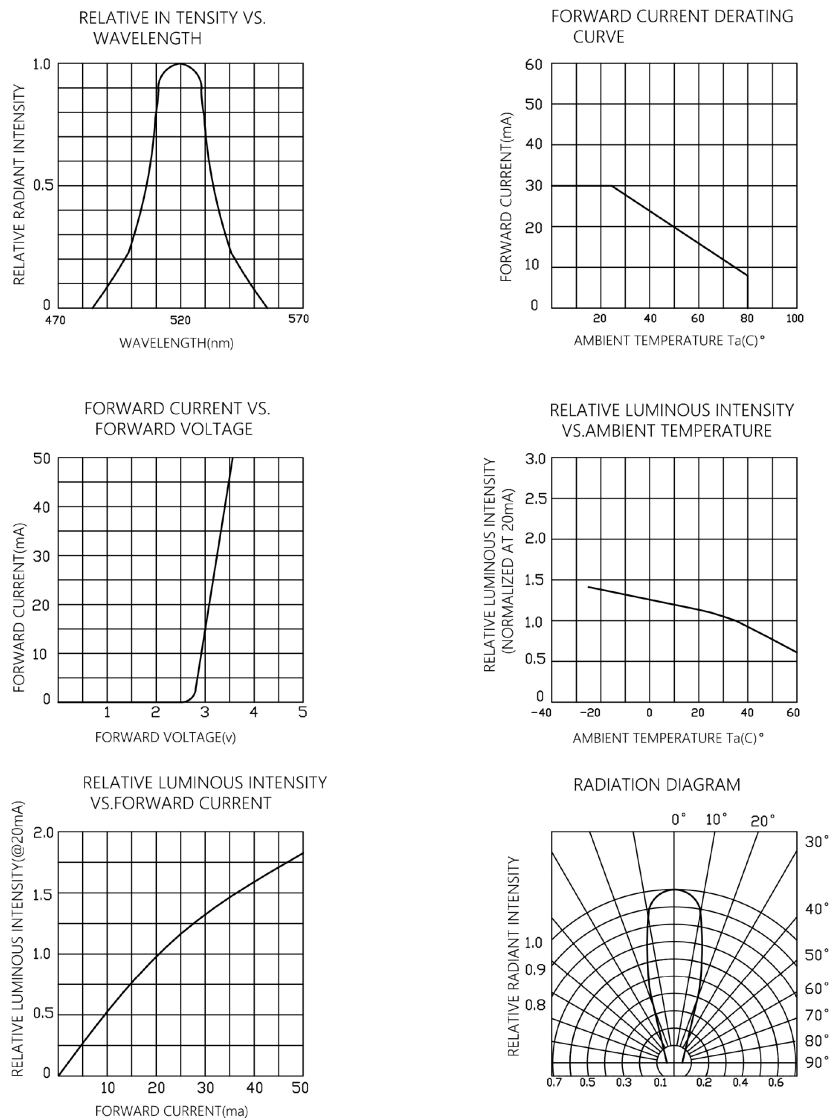 RELATIVE IN TENSITY VS.
WAVELENGTH
RELATIVE RADIANT INTENSITY
1.0
0.5
0
470 520 570
WAVELENGTH(nm)
FORWARD CURRENT DERATING
CURVE
FORWARD CURRENT(mA)
60
50
40
30
20
10
0
20 40 60 80 100
AMBIENT TEMPERATURE Ta(C)°
FORWARD CURRENT VS.
FORWARD VOLTAGE
FORWARD CURRENT(mA)
50
40
30
20
10
0
1 2 3 4 5
FORWARD VOLTAGE(v)
RELATIVE LUMINOUS INTENSITY
VS.AMBIENT TEMPERATURE
RELATIVE LUMINOUS INTENSITY
(NORMALIZED AT 20mA)
3.0
2.5
2.0
1.5
1.0
0.5
0
-40 -20 0 20 40 60
AMBIENT TEMPERATURE Ta(C)°
RELATIVE LUMINOUS INTENSITY
VS.FORWARD CURRENT
RELATIVE LUMINOUS INTENSITY(@20mA)
2.0
1.5
1.0
0.5
0
10 20 30 40 50
FORWARD CURRENT(ma)
RADIATION DIAGRAM
0° 10° 20°
30°
40°
50°
60°
70°
80°
90°
RELATIVE RADIANT INTENSITY
1.0
0.9
0.8
0.7 0.5 0.3 0.1 0.2 0.4 0.6